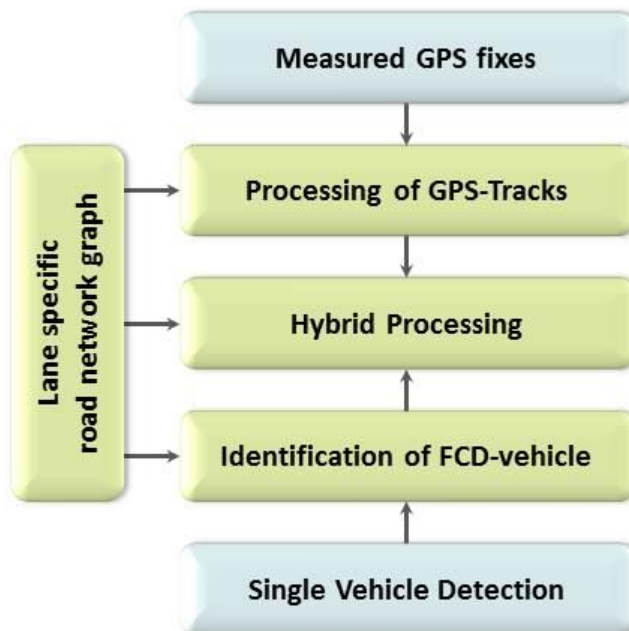 Measured GPS fixes
Processing of GPS-Tracks
Lane specific
road network graph
Hybrid Processing
Identification of FCD-vehicle
Single Vehicle Detection